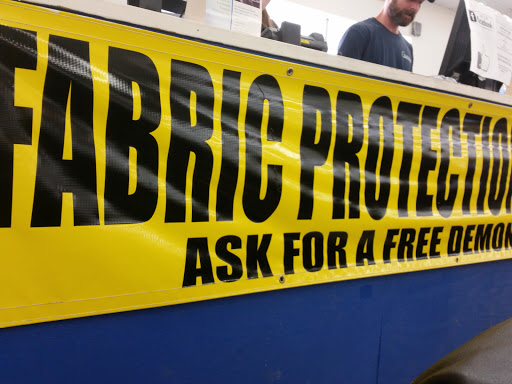 FABRIC PROTECTIO
ASK FOR A FREE DEMON